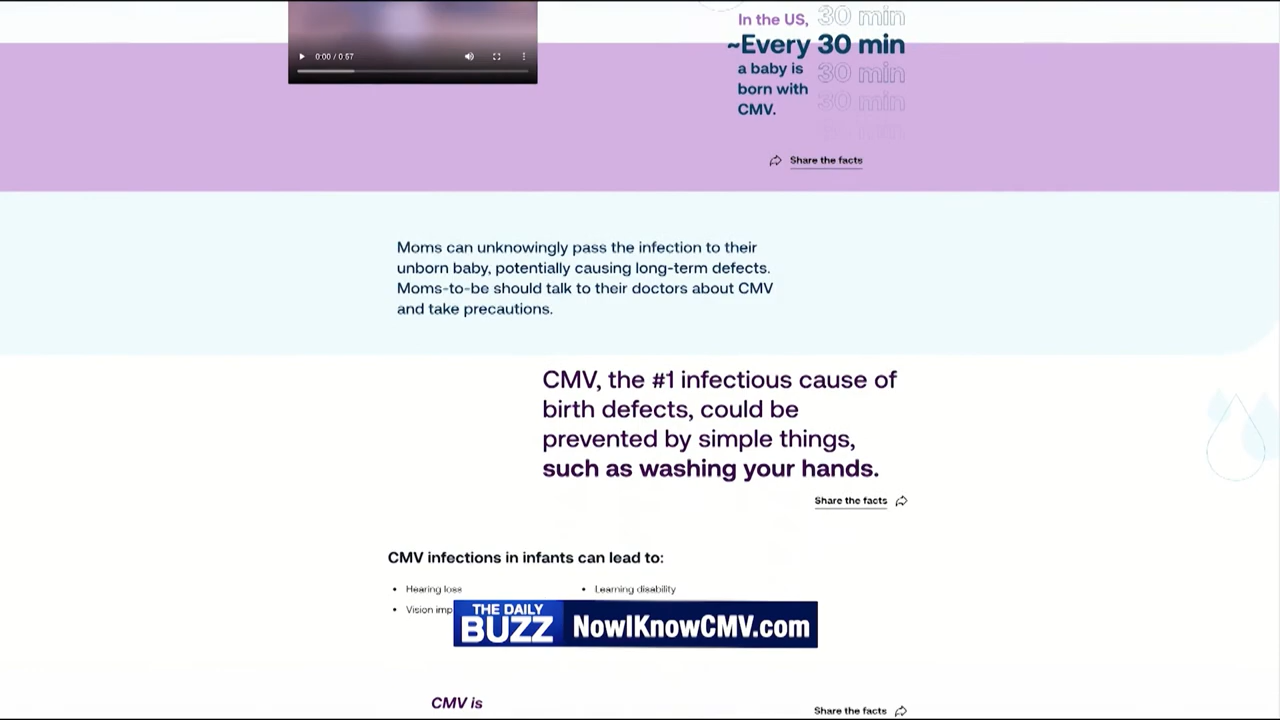 In the US,
30 min
~Every 30 min
a baby is
born with
CMV.
30 min
30 min
Share the facts
0:00 / 0:57
Moms can unknowingly pass the infection to their
unborn baby, potentially causing long-term defects.
Moms-to-be should talk to their doctors about CMV
and take precautions.
CMV, the #1 infectious cause of
birth defects, could be
prevented by simple things,
such as washing your hands.
Share the facts
CMV infections in infants can lead to:
• Hearing loss
• Learning disability
• Vision
THE DAILY
BUZZ
NowIKnowCMV.com
CMV is
Share the facts